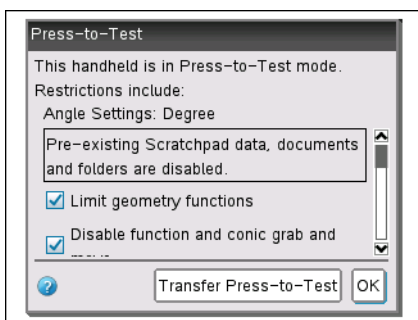 Press-to-Test
This handheld is in Press-to-Test mode.
Restrictions include:
Angle Settings: Degree
Pre-existing Scratchpad data, documents
and folders are disabled.
Limit geometry functions
Disable function and conic grab and
Transfer Press-to-Test
OK